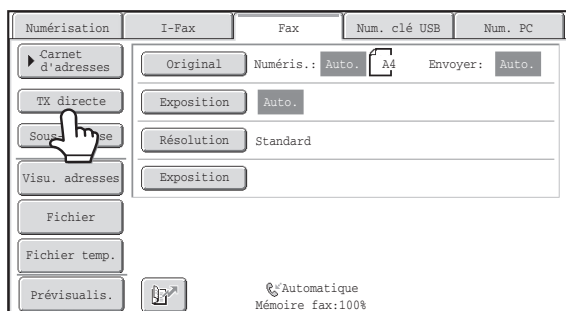 Numérisation I-Fax Fax Num. clé USB Num. PC
Carnet d'adresses
Original Numéris.: Auto. A4 Envoyer: Auto.
TX directe
Exposition Auto.
Résolution Standard
Visu. adresses
Exposition
Fichier
Fichier temp.
Prévisualis.
Automatique
Mémoire fax:100%